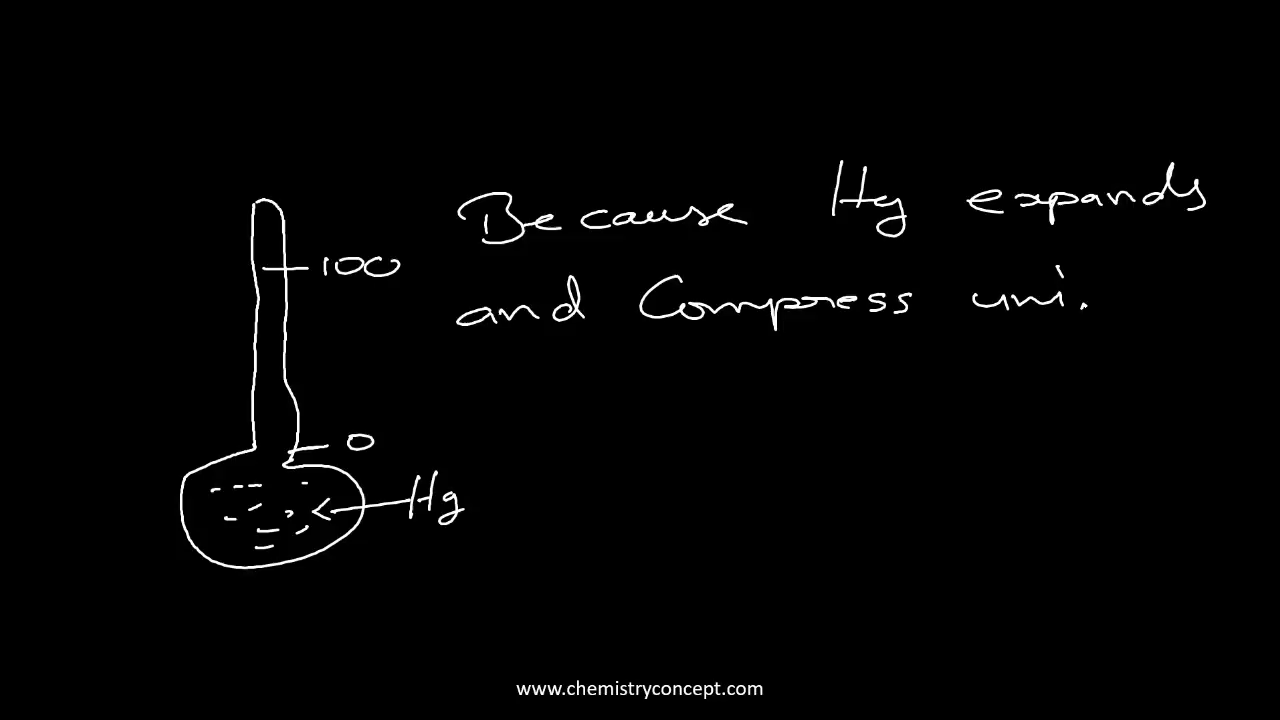 Because Hg expands
and Compress uni.
100
0
Hg
www.chemistryconcept.com